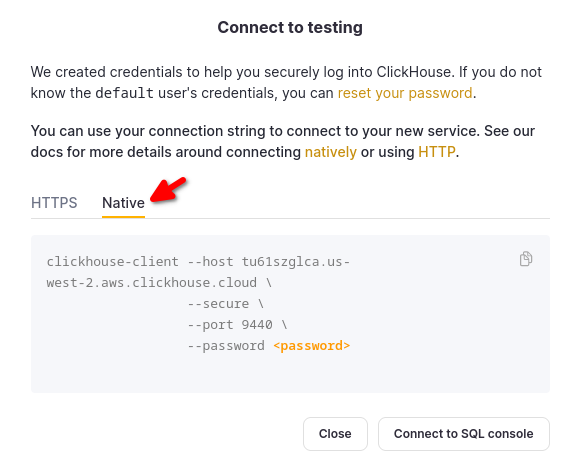 Connect to testing
We created credentials to help you securely log into ClickHouse. If you do not
know the default user's credentials, you can reset your password.
You can use your connection string to connect to your new service. See our
docs for more details around connecting natively or using HTTP.
HTTPS Native
clickhouse-client --host tu61szglca.us-
west-2.aws.clickhouse.cloud \
--secure \
--port 9440 \
--password <password>
Close Connect to SQL console